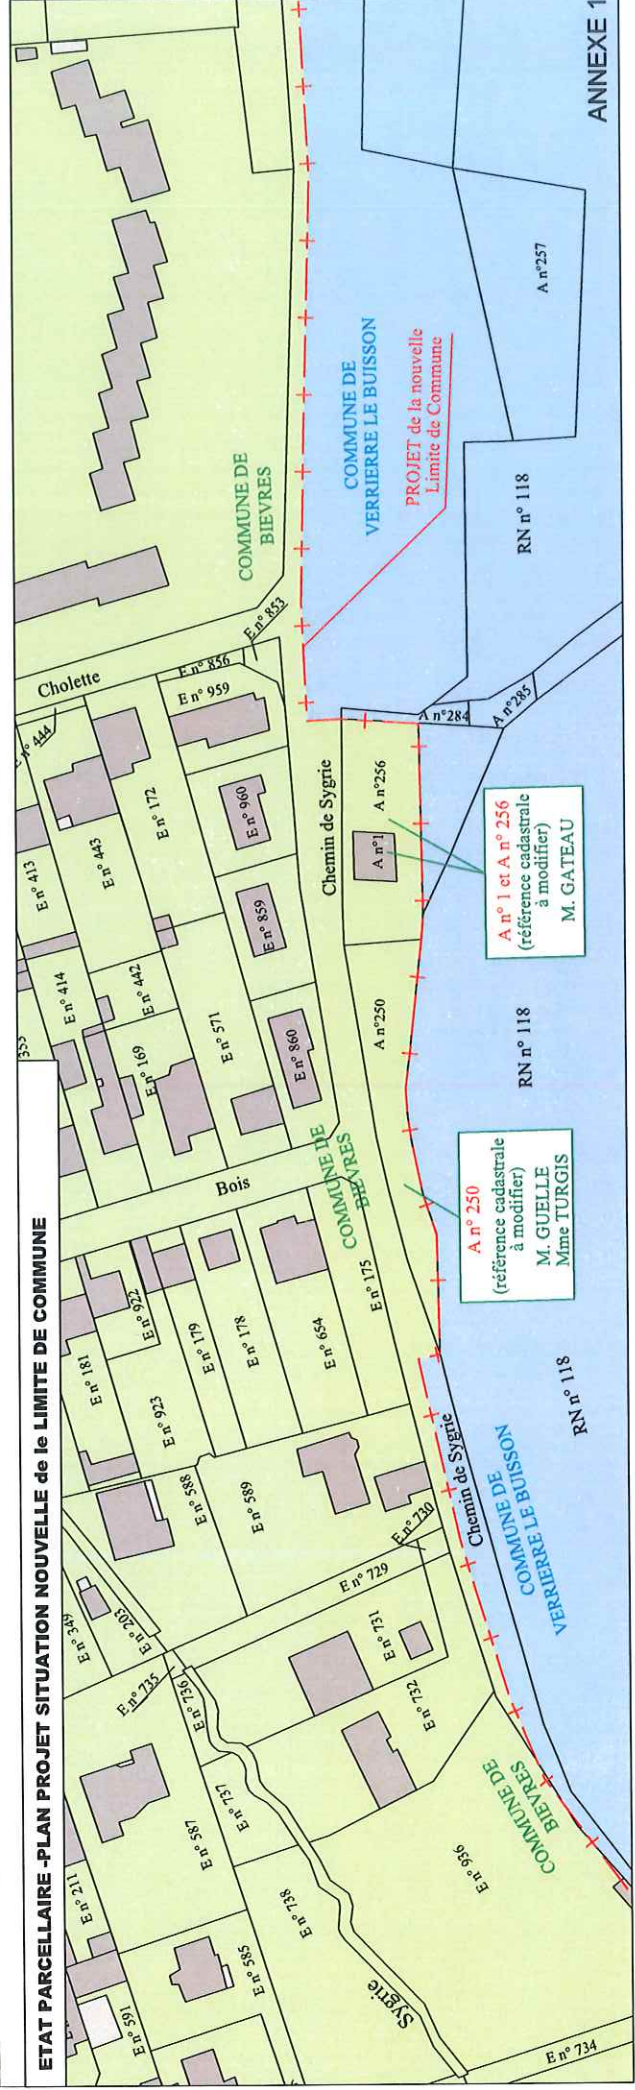 ETAT PARCELLAIRE -PLAN PROJET SITUATION NOUVELLE de le LIMITE DE COMMUNE
ANNEXE 1
353
E n° 211
E n° 591
E n° 587
E n° 585
E n° 737
E n° 738
E n° 736
E n° 735
E n° 349
E n° 203
E n° 936
E n° 734
Sygrie
E n° 732
E n° 731
E n° 729
E n° 730
E n° 588
E n° 589
E n° 181
E n° 922
E n° 923
E n° 179
E n° 178
E n° 654
E n° 175
Bois
E n° 414
E n° 413
E n° 444
E n° 169
E n° 442
E n° 443
E n° 172
E n° 571
E n° 860
E n° 859
E n° 960
E n° 959
E n° 856
E n° 853
Cholette
COMMUNE DE
BIEVRES
COMMUNE DE
BIEVRES
COMMUNE DE
BIEVRES
Chemin de Sygrie
Chemin de Sygrie
A n°250
A n°1
A n°256
A n°284
A n°285
A n°257
COMMUNE DE
VERRIERRE LE BUISSON
COMMUNE DE
VERRIERRE LE BUISSON
PROJET de la nouvelle
Limite de Commune
RN n° 118
RN n° 118
RN n° 118
A n° 250
(référence cadastrale
à modifier)
M. GUELLE
Mme TURGIS
A n° 1 et A n° 256
(référence cadastrale
à modifier)
M. GATEAU